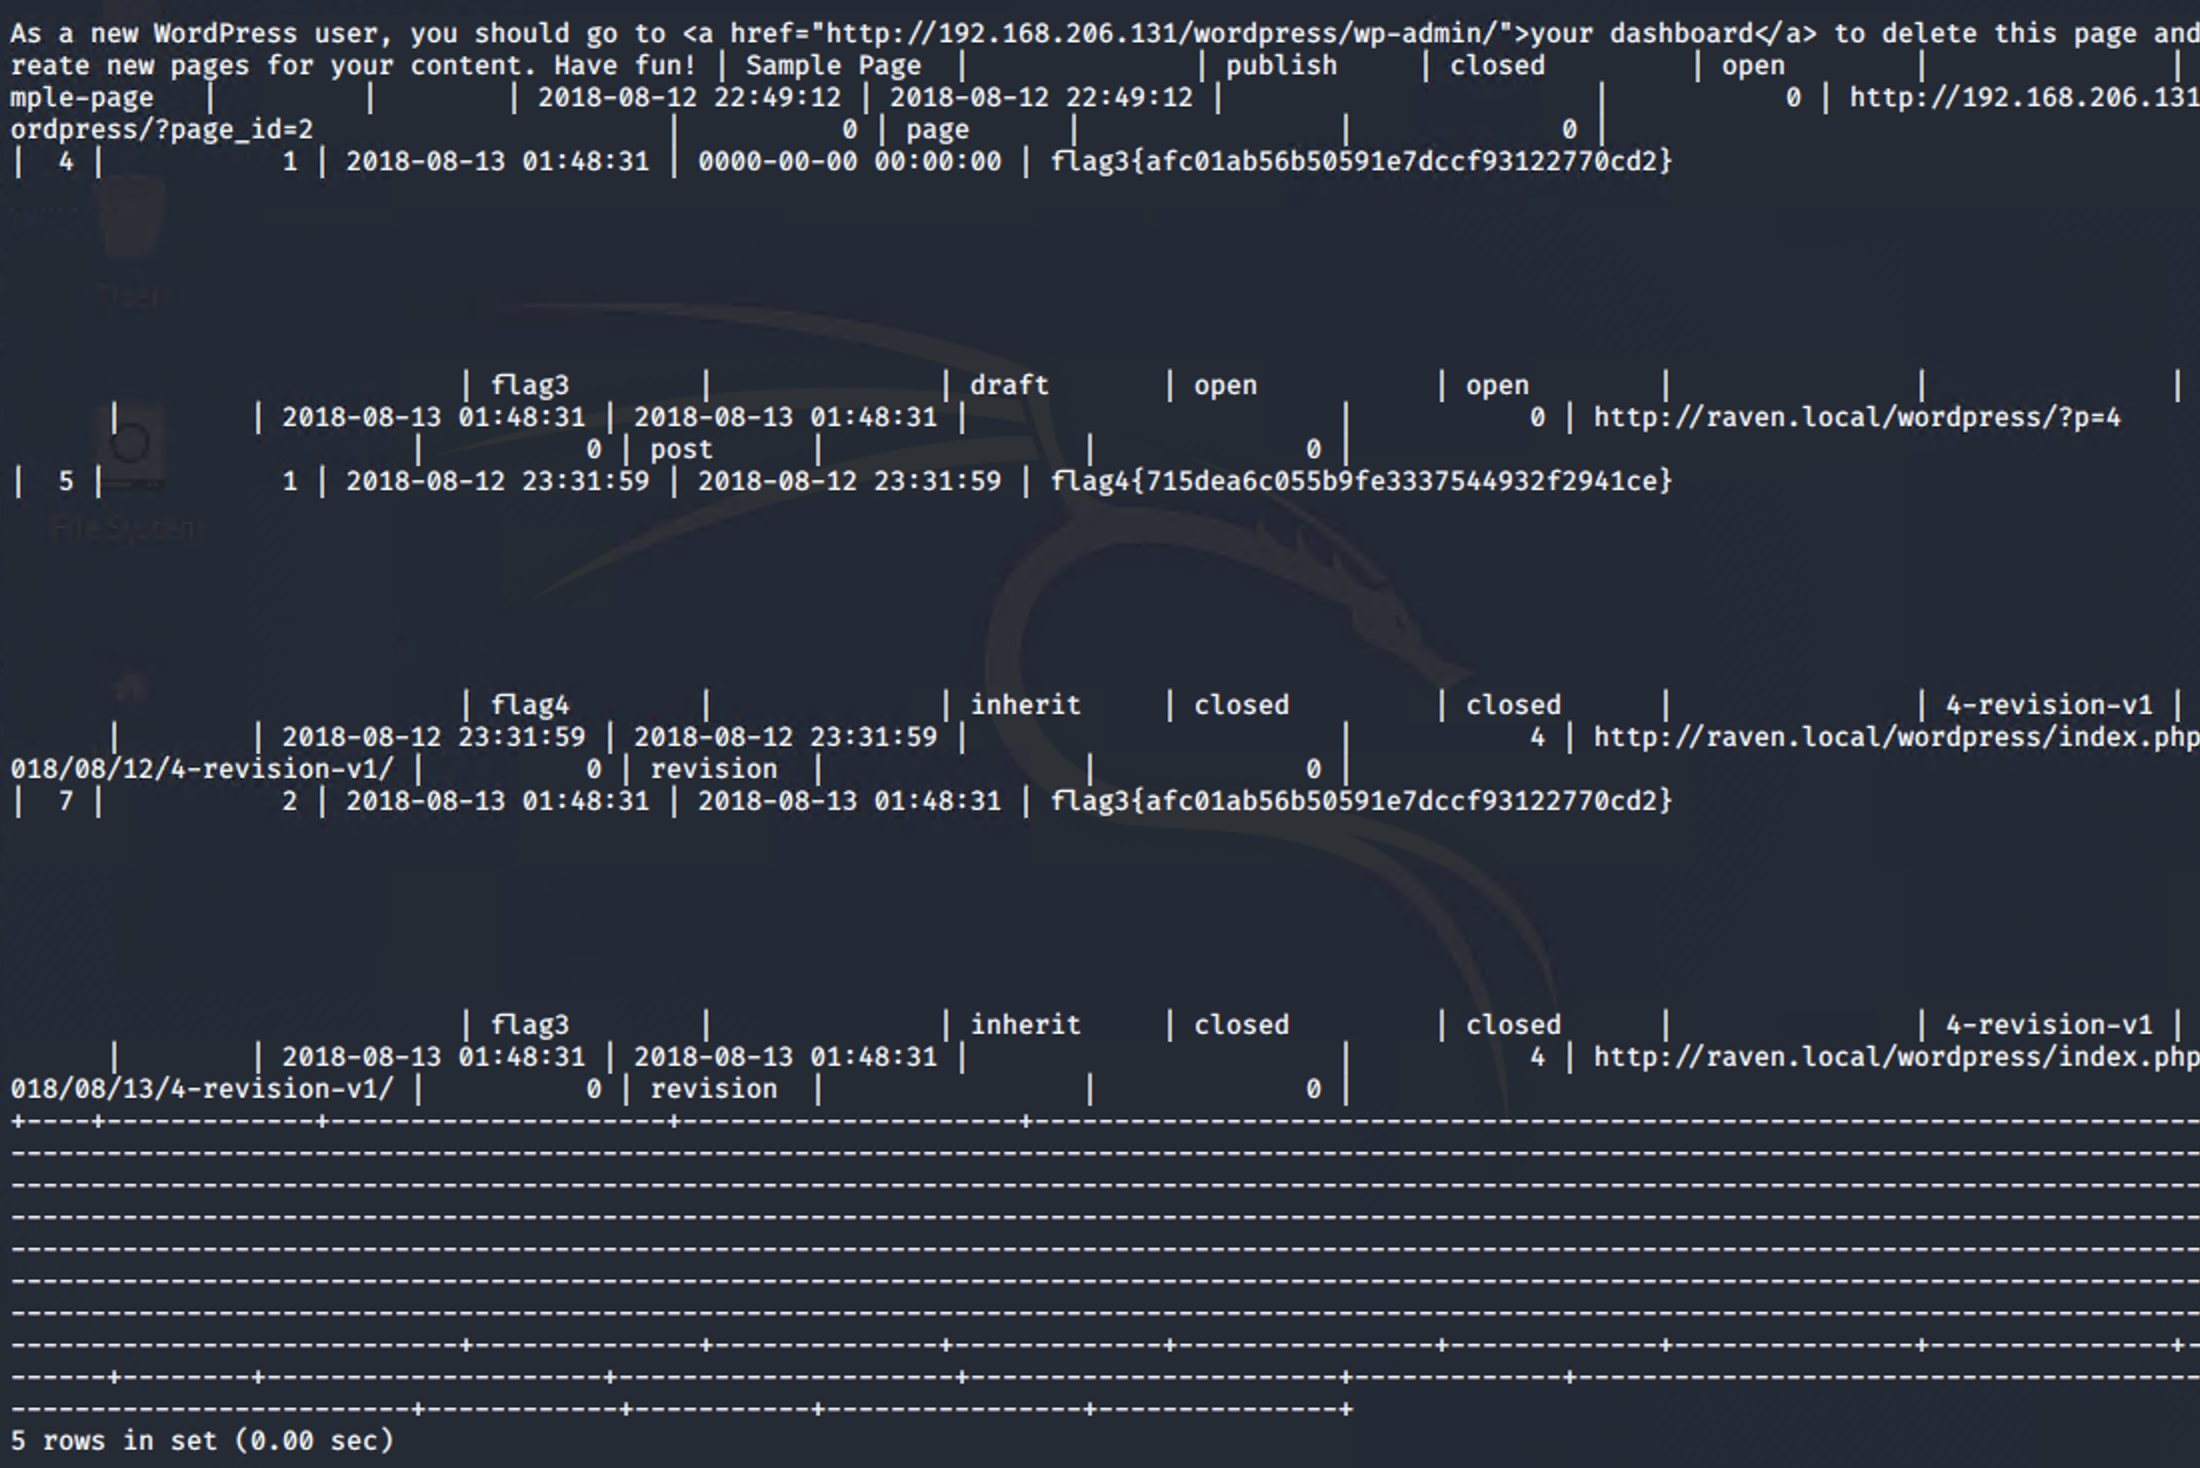 As a new WordPress user, you should go to <a href="http://192.168.206.131/wordpress/wp-admin/">your dashboard</a> to delete this page and
reate new pages for your content. Have fun! | Sample Page | | publish | closed | open | |
mple-page | | | 2018-08-12 22:49:12 | 2018-08-12 22:49:12 | | 0 | http://192.168.206.131
ordpress/?page_id=2 | 0 | page | | 0 |
| 4 | 1 | 2018-08-13 01:48:31 | 0000-00-00 00:00:00 | flag3{afc01ab56b50591e7dccf93122770cd2}
Trash
| flag3 | | draft | open | open | | |
| | 2018-08-13 01:48:31 | 2018-08-13 01:48:31 | | 0 | http://raven.local/wordpress/?p=4
| 0 | post | | 0 |
| 5 | 1 | 2018-08-12 23:31:59 | 2018-08-12 23:31:59 | flag4{715dea6c055b9fe3337544932f2941ce}
File System
| flag4 | | inherit | closed | closed | | 4-revision-v1 |
| | 2018-08-12 23:31:59 | 2018-08-12 23:31:59 | | 4 | http://raven.local/wordpress/index.php
018/08/12/4-revision-v1/ | 0 | revision | | 0 |
| 7 | 2 | 2018-08-13 01:48:31 | 2018-08-13 01:48:31 | flag3{afc01ab56b50591e7dccf93122770cd2}
| flag3 | | inherit | closed | closed | | 4-revision-v1 |
| | 2018-08-13 01:48:31 | 2018-08-13 01:48:31 | | 4 | http://raven.local/wordpress/index.php
018/08/13/4-revision-v1/ | 0 | revision | | 0 |
5 rows in set (0.00 sec)